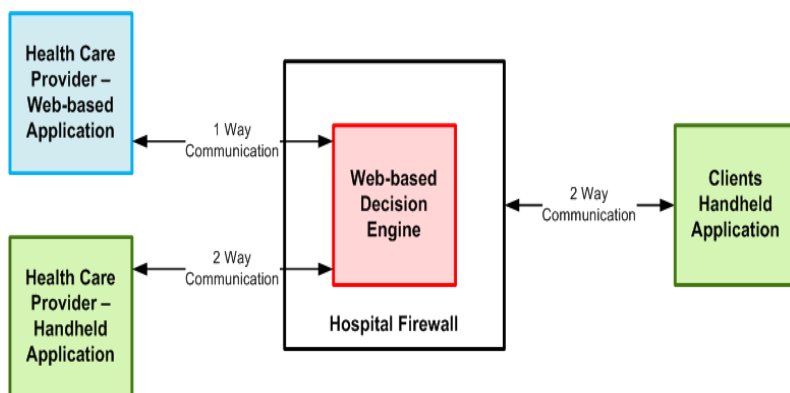 Health Care
Provider –
Web-based
Application
1 Way
Communication
Web-based
Decision
Engine
2 Way
Communication
Clients
Handheld
Application
2 Way
Communication
Health Care
Provider –
Handheld
Application
Hospital Firewall